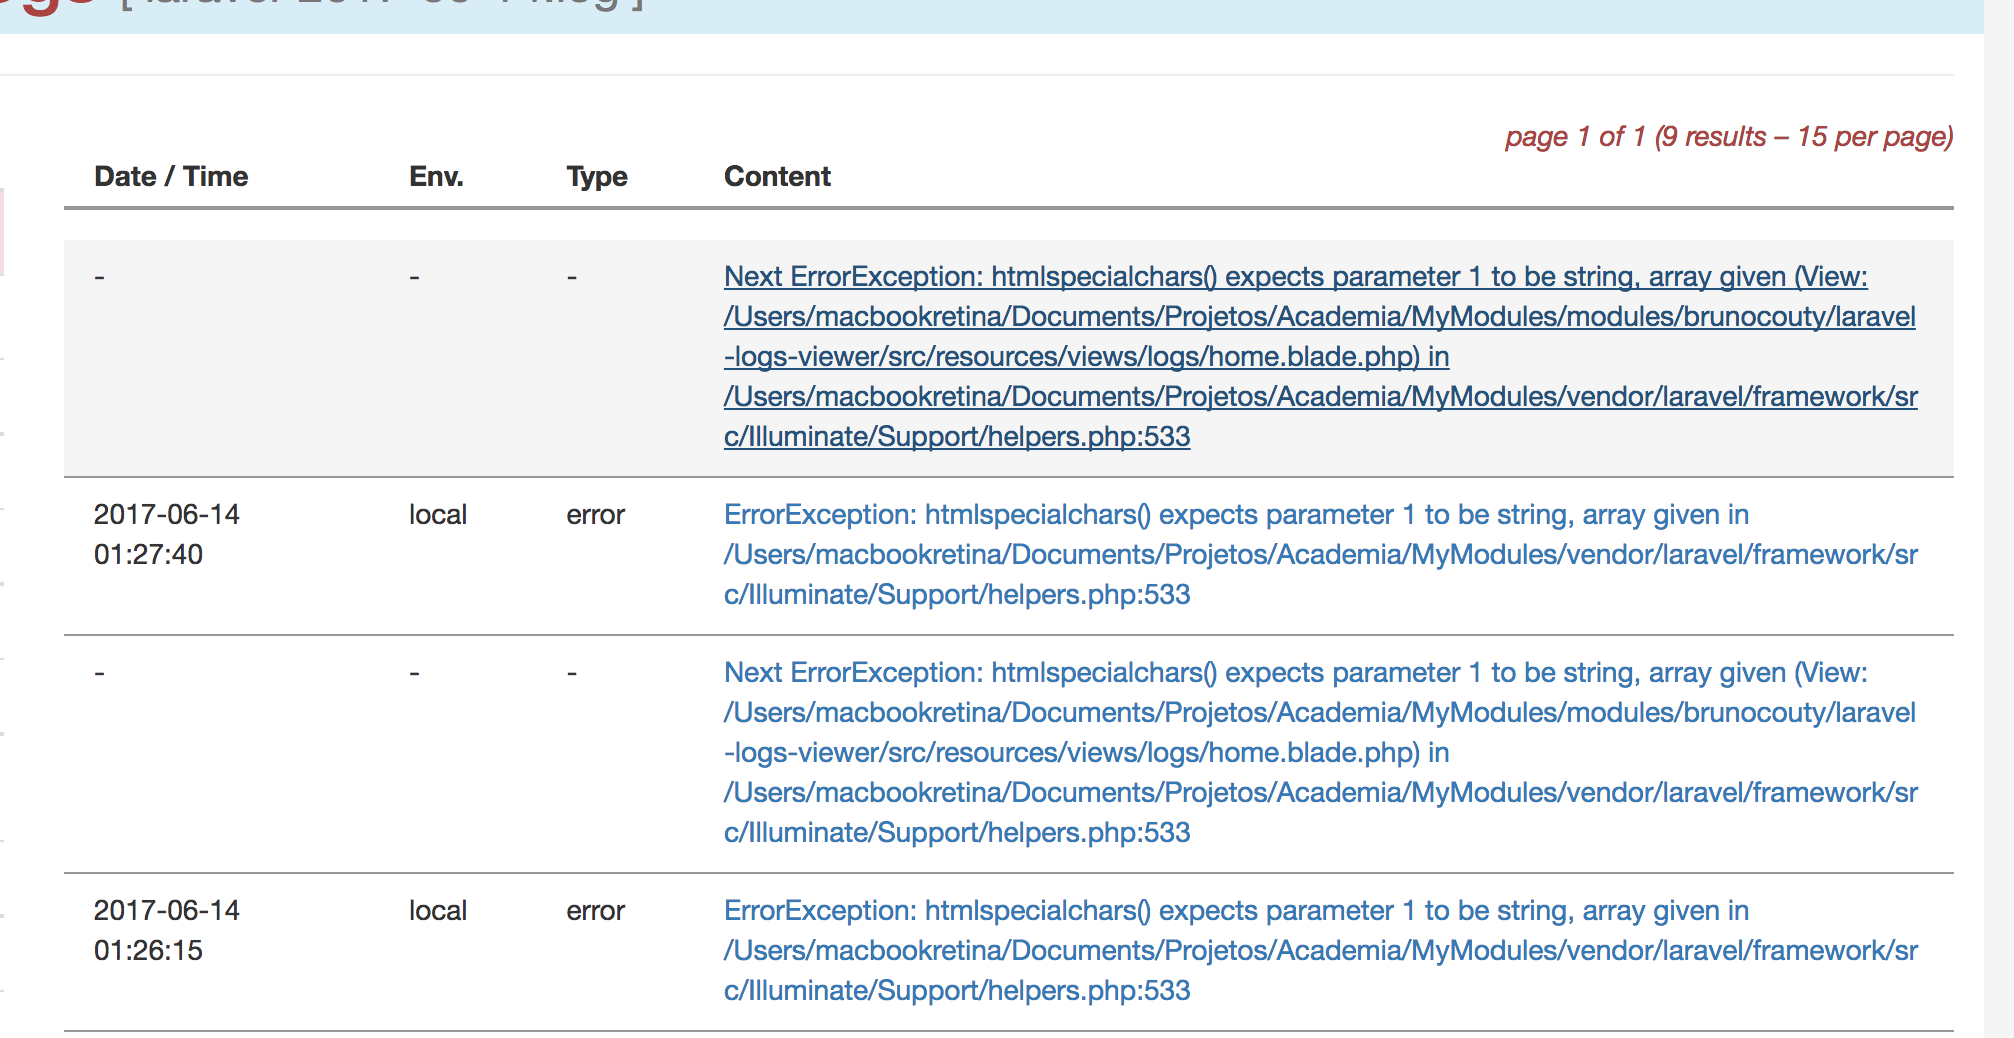 page 1 of 1 (9 results – 15 per page)
Date / Time Env. Type Content
- - - Next ErrorException: htmlspecialchars() expects parameter 1 to be string, array given (View:
/Users/macbookretina/Documents/Projetos/Academia/MyModules/modules/brunocouty/laravel
-logs-viewer/src/resources/views/logs/home.blade.php) in
/Users/macbookretina/Documents/Projetos/Academia/MyModules/vendor/laravel/framework/sr
c/Illuminate/Support/helpers.php:533
2017-06-14 local error ErrorException: htmlspecialchars() expects parameter 1 to be string, array given in
01:27:40 /Users/macbookretina/Documents/Projetos/Academia/MyModules/vendor/laravel/framework/sr
c/Illuminate/Support/helpers.php:533
- - - Next ErrorException: htmlspecialchars() expects parameter 1 to be string, array given (View:
/Users/macbookretina/Documents/Projetos/Academia/MyModules/modules/brunocouty/laravel
-logs-viewer/src/resources/views/logs/home.blade.php) in
/Users/macbookretina/Documents/Projetos/Academia/MyModules/vendor/laravel/framework/sr
c/Illuminate/Support/helpers.php:533
2017-06-14 local error ErrorException: htmlspecialchars() expects parameter 1 to be string, array given in
01:26:15 /Users/macbookretina/Documents/Projetos/Academia/MyModules/vendor/laravel/framework/sr
c/Illuminate/Support/helpers.php:533